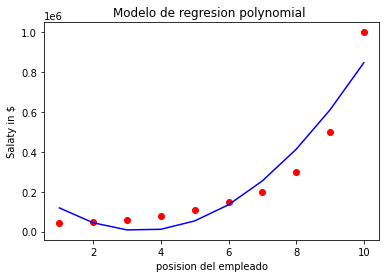 Modelo de regresion polynomial
1e6
1.0
0.8
0.6
0.4
0.2
0.0
Salaty in $
2 4 6 8 10
posision del empleado